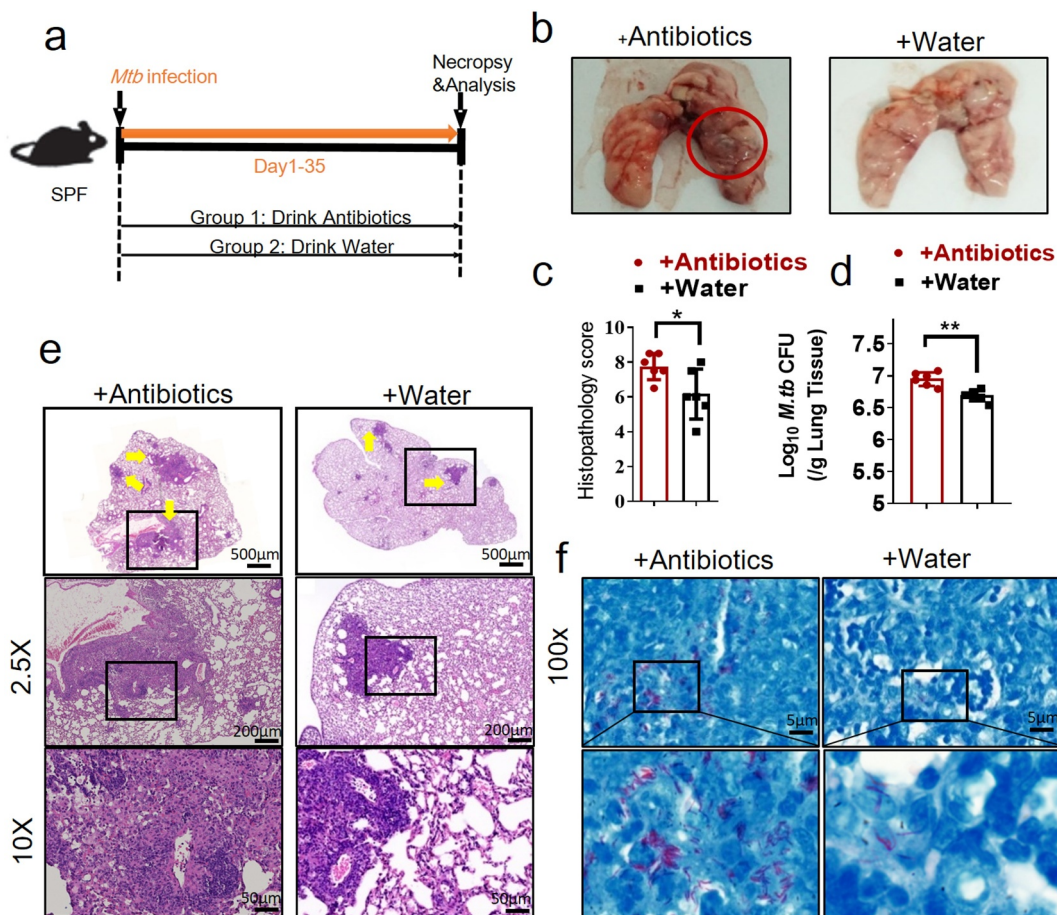 a
Mtb infection
Necropsy
&Analysis
SPF
Day1-35
Group 1: Drink Antibiotics
Group 2: Drink Water
b
+Antibiotics
+Water
c
+Antibiotics
+Water
Histopathology score
10
8
6
4
2
0
*
d
+Antibiotics
+Water
Log10 M.tb CFU
(/g Lung Tissue)
7.5
7
6.5
6
5.5
5
**
e
+Antibiotics
+Water
500μm
500μm
2.5X
200μm
200μm
10X
50μm
50μm
f
+Antibiotics
+Water
100x
5μm
5μm